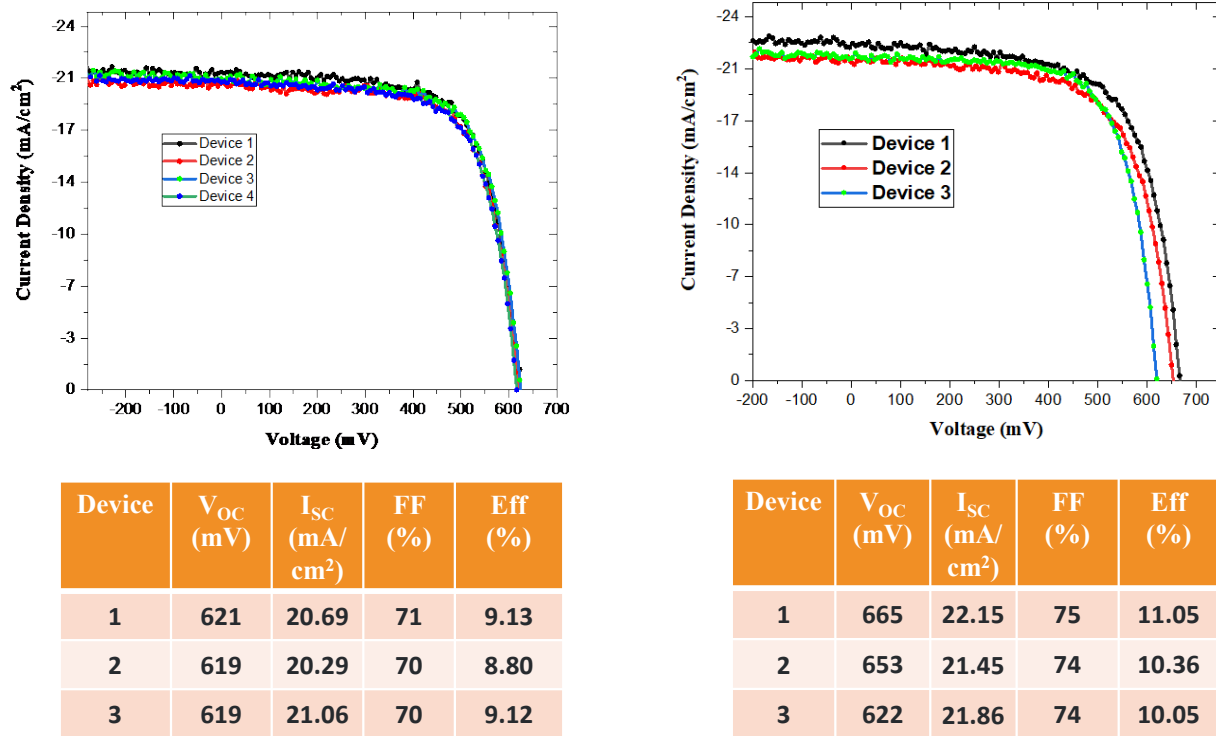 -24
-21
-17
-14
-10
-7
-3
0
-200 -100 0 100 200 300 400 500 600 700
Current Density (mA/cm²)
Voltage (mV)
Device 1
Device 2
Device 3
Device 4
-24
-21
-17
-14
-10
-7
-3
0
-200 -100 0 100 200 300 400 500 600 700
Current Density (mA/cm²)
Voltage (mV)
Device 1
Device 2
Device 3
Device VOC ISC FF Eff
(mV) (mA/ (%) (%)
cm²)
1 621 20.69 71 9.13
2 619 20.29 70 8.80
3 619 21.06 70 9.12
Device VOC ISC FF Eff
(mV) (mA/ (%) (%)
cm²)
1 665 22.15 75 11.05
2 653 21.45 74 10.36
3 622 21.86 74 10.05